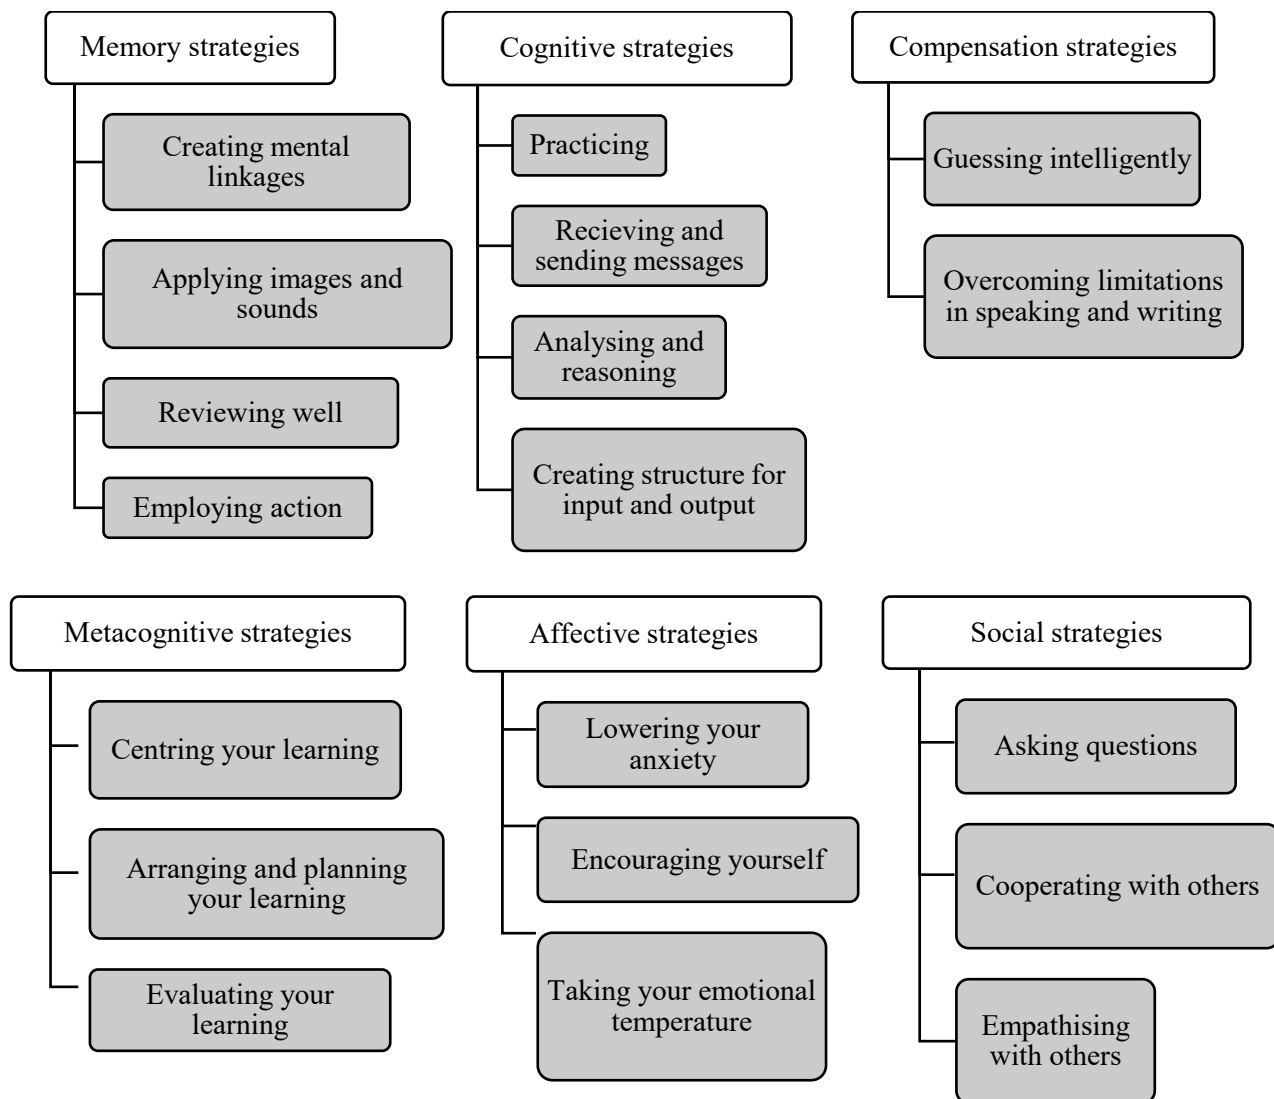 Memory strategies
Creating mental
linkages
Applying images and
sounds
Reviewing well
Employing action
Cognitive strategies
Practicing
Recieving and
sending messages
Analysing and
reasoning
Creating structure for
input and output
Compensation strategies
Guessing intelligently
Overcoming limitations
in speaking and writing
Metacognitive strategies
Centring your learning
Arranging and planning
your learning
Evaluating your
learning
Affective strategies
Lowering your
anxiety
Encouraging yourself
Taking your emotional
temperature
Social strategies
Asking questions
Cooperating with others
Empathising
with others